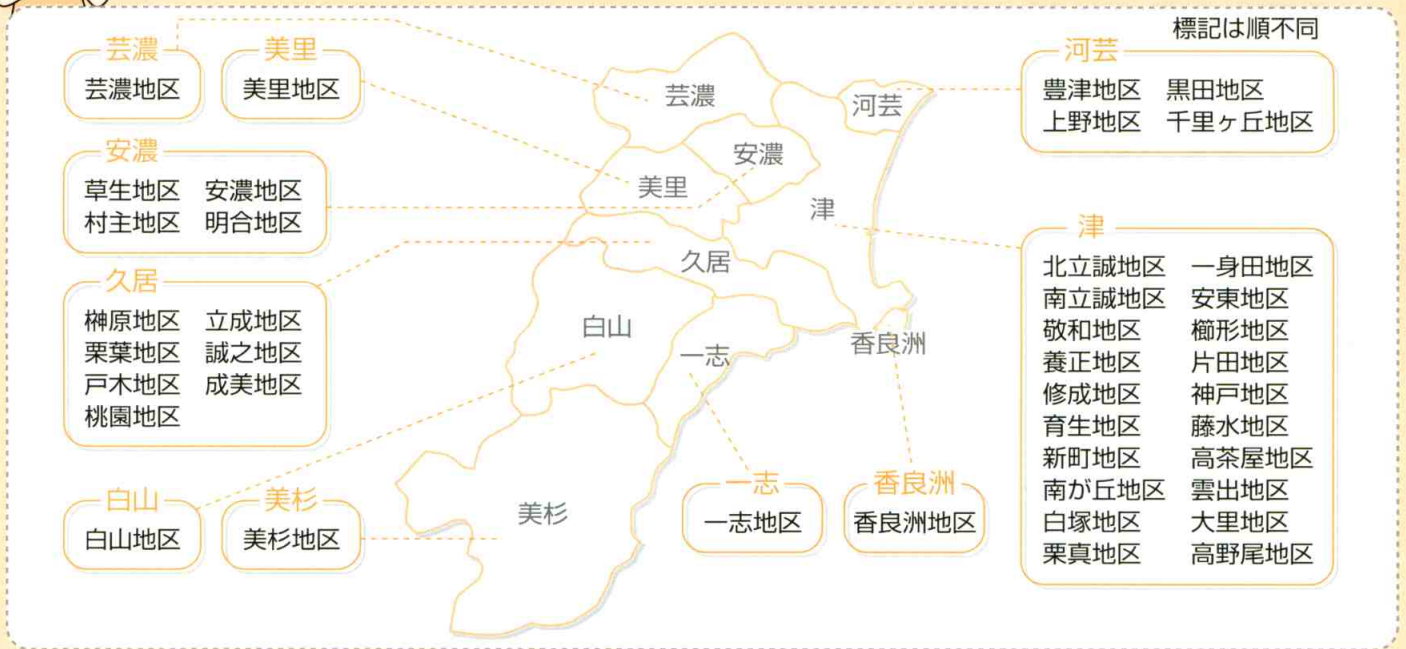 標記は順不同
芸濃
芸濃地区
美里
美里地区
安濃
草生地区 安濃地区
村主地区 明合地区
久居
榊原地区 立成地区
栗葉地区 誠之地区
戸木地区 成美地区
桃園地区
白山
白山地区
美杉
美杉地区
芸濃
河芸
安濃
美里
津
久居
白山
一志
香良洲
美杉
一志
一志地区
香良洲
香良洲地区
河芸
豊津地区 黒田地区
上野地区 千里ヶ丘地区
津
北立誠地区 一身田地区
南立誠地区 安東地区
敬和地区 櫛形地区
養正地区 片田地区
修成地区 神戸地区
育生地区 藤水地区
新町地区 高茶屋地区
南が丘地区 雲出地区
白塚地区 大里地区
栗真地区 高野尾地区